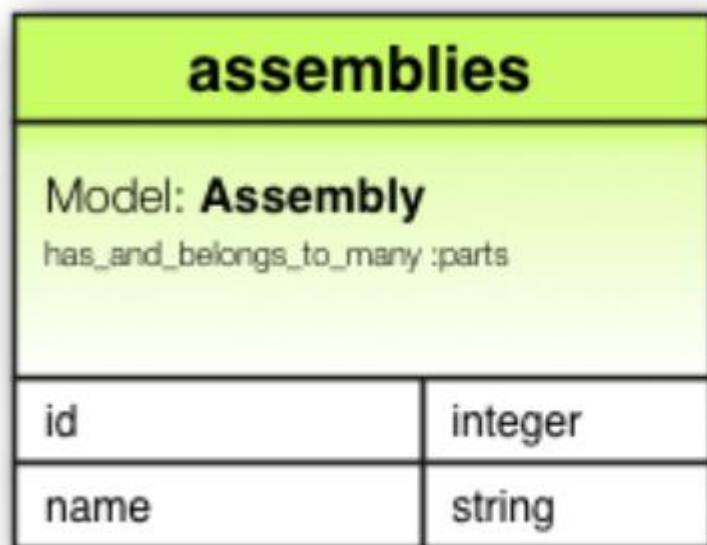 assemblies
Model: Assembly
has_and_belongs_to_many :parts
id integer
name string